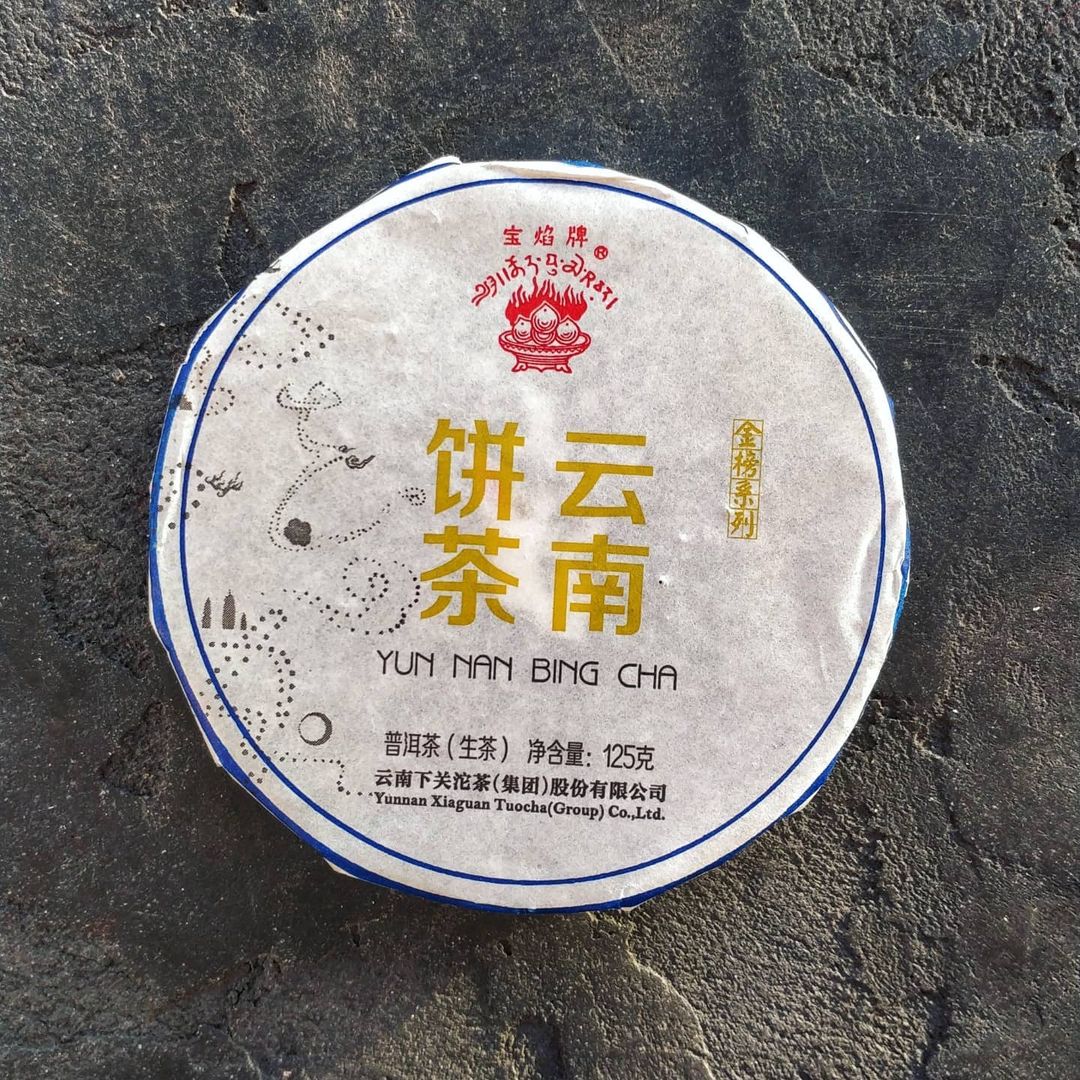 宝焰牌®
云南
饼茶
金榜系列
YUN NAN BING CHA
普洱茶（生茶） 净含量：125克
云南下关沱茶（集团）股份有限公司
Yunnan Xiaguan Tuocha(Group) Co.,Ltd.